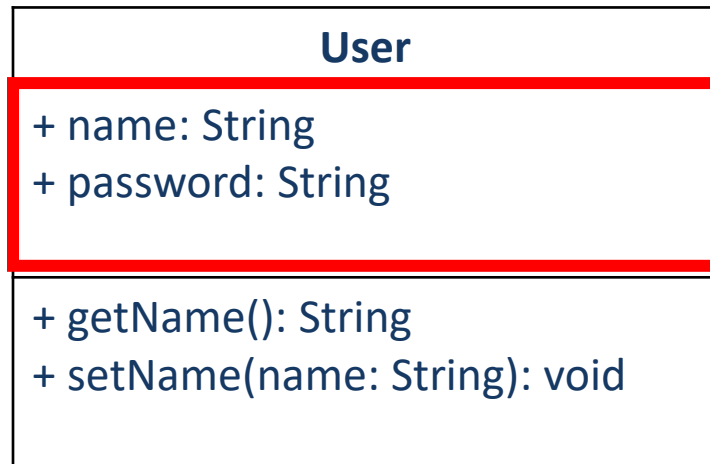 User
+ name: String
+ password: String
+ getName(): String
+ setName(name: String): void